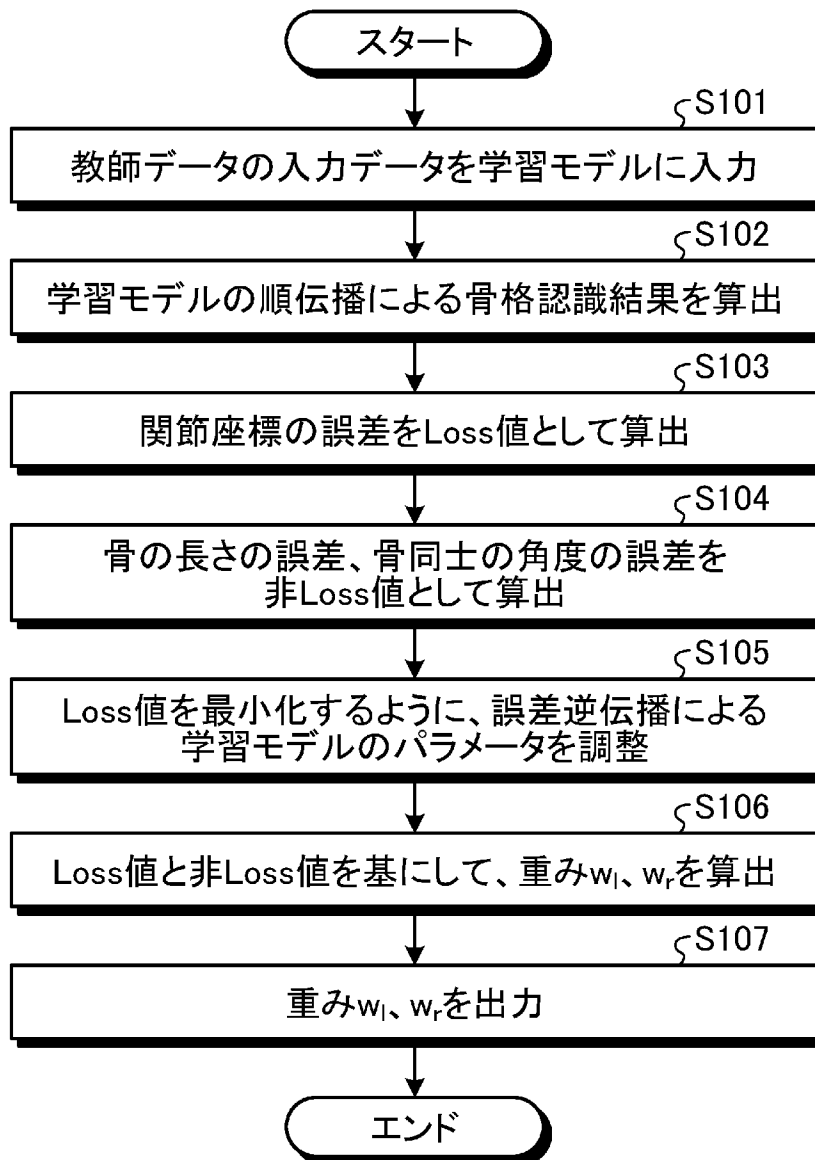 スタート
S101
教師データの入力データを学習モデルに入力
S102
学習モデルの順伝播による骨格認識結果を算出
S103
関節座標の誤差をLoss値として算出
S104
骨の長さの誤差、骨同士の角度の誤差を
非Loss値として算出
S105
Loss値を最小化するように、誤差逆伝播による
学習モデルのパラメータを調整
S106
Loss値と非Loss値を基にして、重みwl、wrを算出
S107
重みwl、wrを出力
エンド